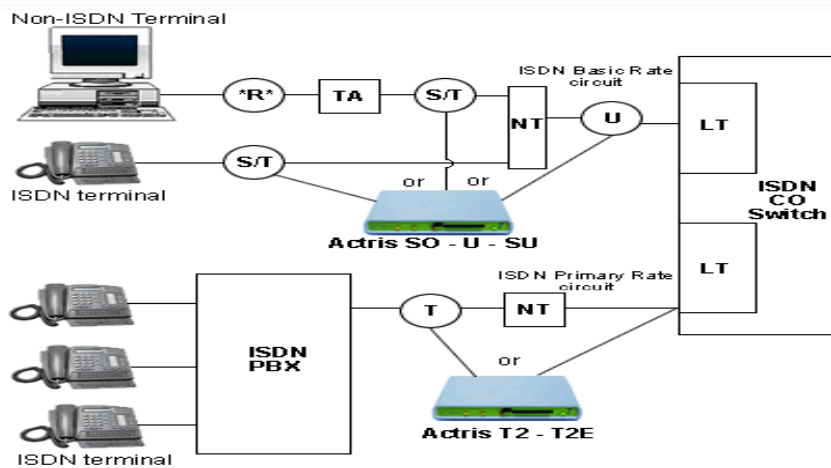 Non-ISDN Terminal
*R*
TA
S/T
ISDN Basic Rate
circuit
NT
U
LT
S/T
ISDN terminal
or
or
ISDN
CO
Switch
Actris SO - U - SU
LT
ISDN Primary Rate
circuit
T
NT
ISDN
PBX
or
Actris T2 - T2E
ISDN terminal